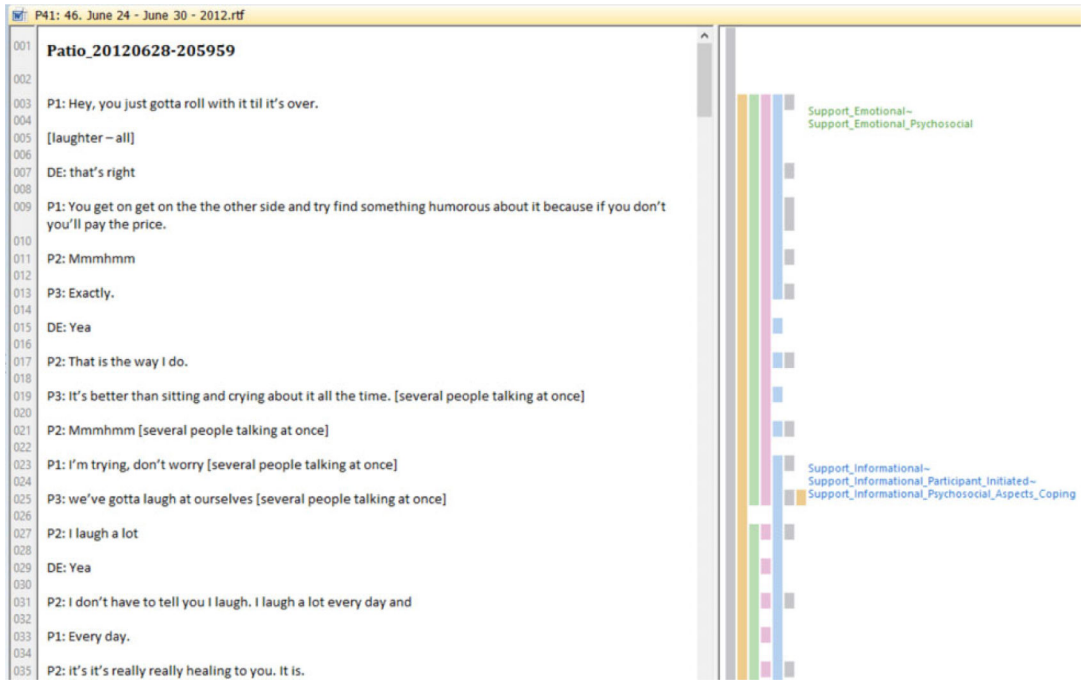 P41: 46. June 24 - June 30 - 2012.rtf
001 Patio_20120628-205959
002
003 P1: Hey, you just gotta roll with it til it’s over.
004
005 [laughter – all]
006
007 DE: that’s right
008
009 P1: You get on get on the the other side and try find something humorous about it because if you don’t
you’ll pay the price.
010
011 P2: Mmmhmm
012
013 P3: Exactly.
014
015 DE: Yea
016
017 P2: That is the way I do.
018
019 P3: It’s better than sitting and crying about it all the time. [several people talking at once]
020
021 P2: Mmmhmm [several people talking at once]
022
023 P1: I’m trying, don’t worry [several people talking at once]
024
025 P3: we’ve gotta laugh at ourselves [several people talking at once]
026
027 P2: I laugh a lot
028
029 DE: Yea
030
031 P2: I don’t have to tell you I laugh. I laugh a lot every day and
032
033 P1: Every day.
034
035 P2: it’s it’s really really healing to you. It is.
Support_Emotional~
Support_Emotional_Psychosocial
Support_Informational~
Support_Informational_Participant_Initiated~
Support_Informational_Psychosocial_Aspects_Coping